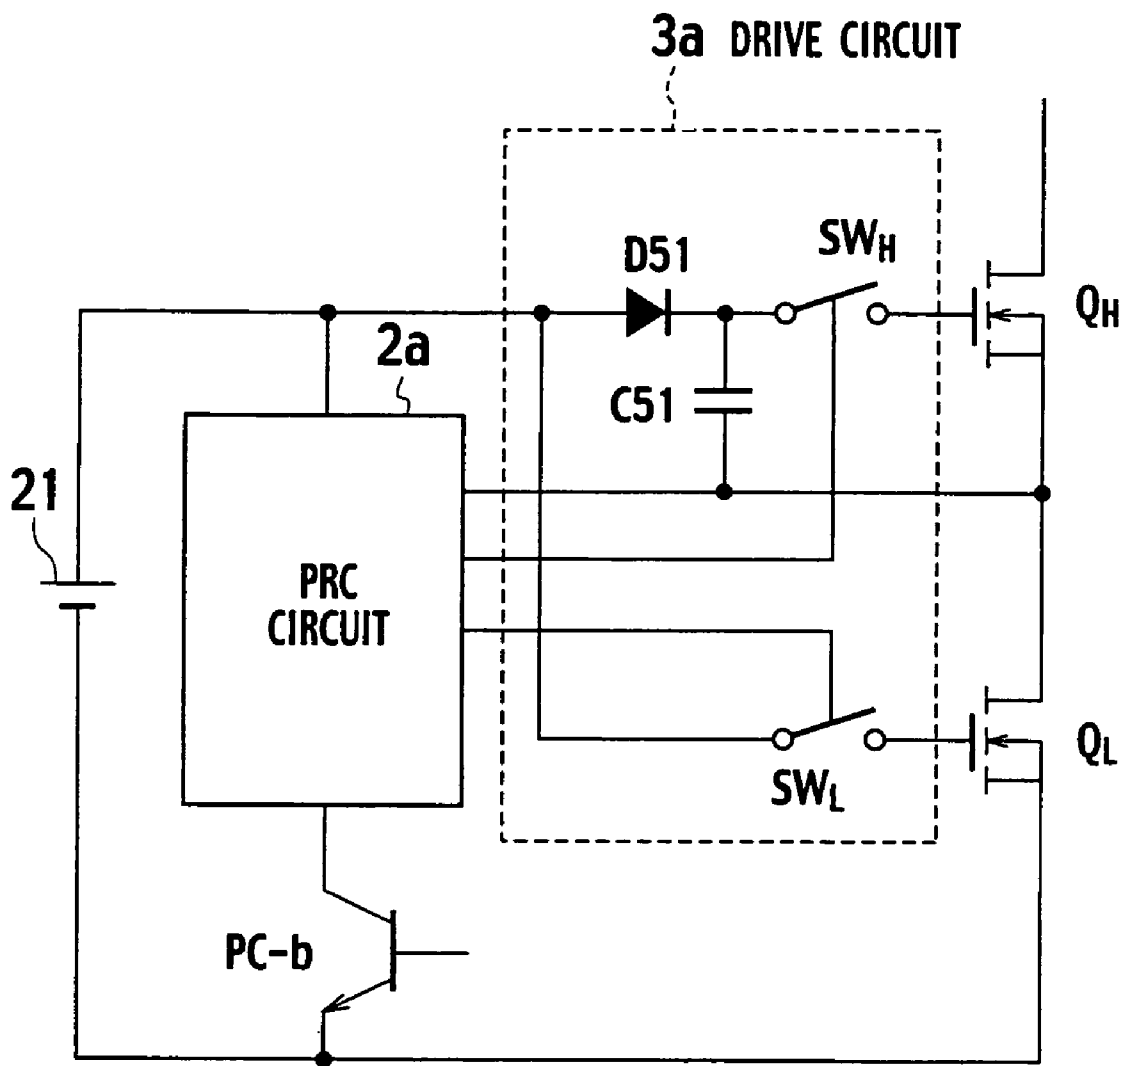 3a DRIVE CIRCUIT
D51
SWH
QH
2a
C51
21
PRC
CIRCUIT
SWL
QL
PC-b